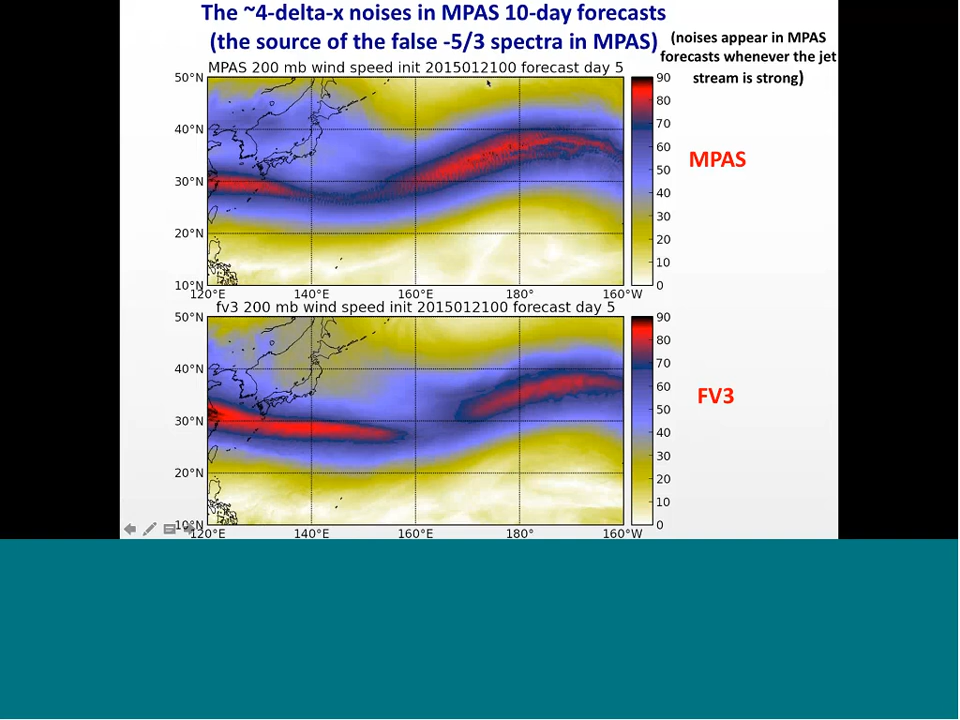 The ~4-delta-x noises in MPAS 10-day forecasts
(the source of the false -5/3 spectra in MPAS)
(noises appear in MPAS
forecasts whenever the jet
stream is strong)
MPAS 200 mb wind speed init 2015012100 forecast day 5
50°N
40°N
30°N
20°N
10°N
120°E 140°E 160°E 180° 160°W
90
80
70
60
50
40
30
20
10
0
MPAS
fv3 200 mb wind speed init 2015012100 forecast day 5
50°N
40°N
30°N
20°N
10°N
120°E 140°E 160°E 180° 160°W
90
80
70
60
50
40
30
20
10
0
FV3